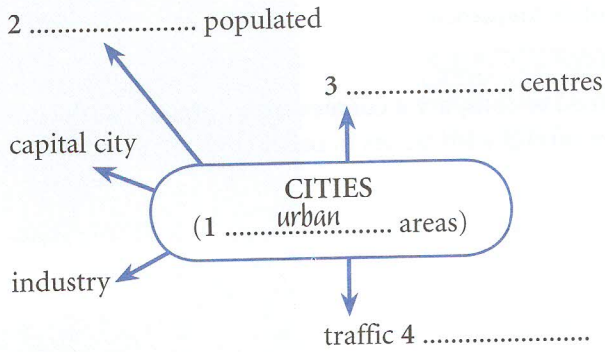 2 ........................ populated
3 ........................ centres
capital city
CITIES
(1 ........urban........ areas)
industry
traffic 4 ........................